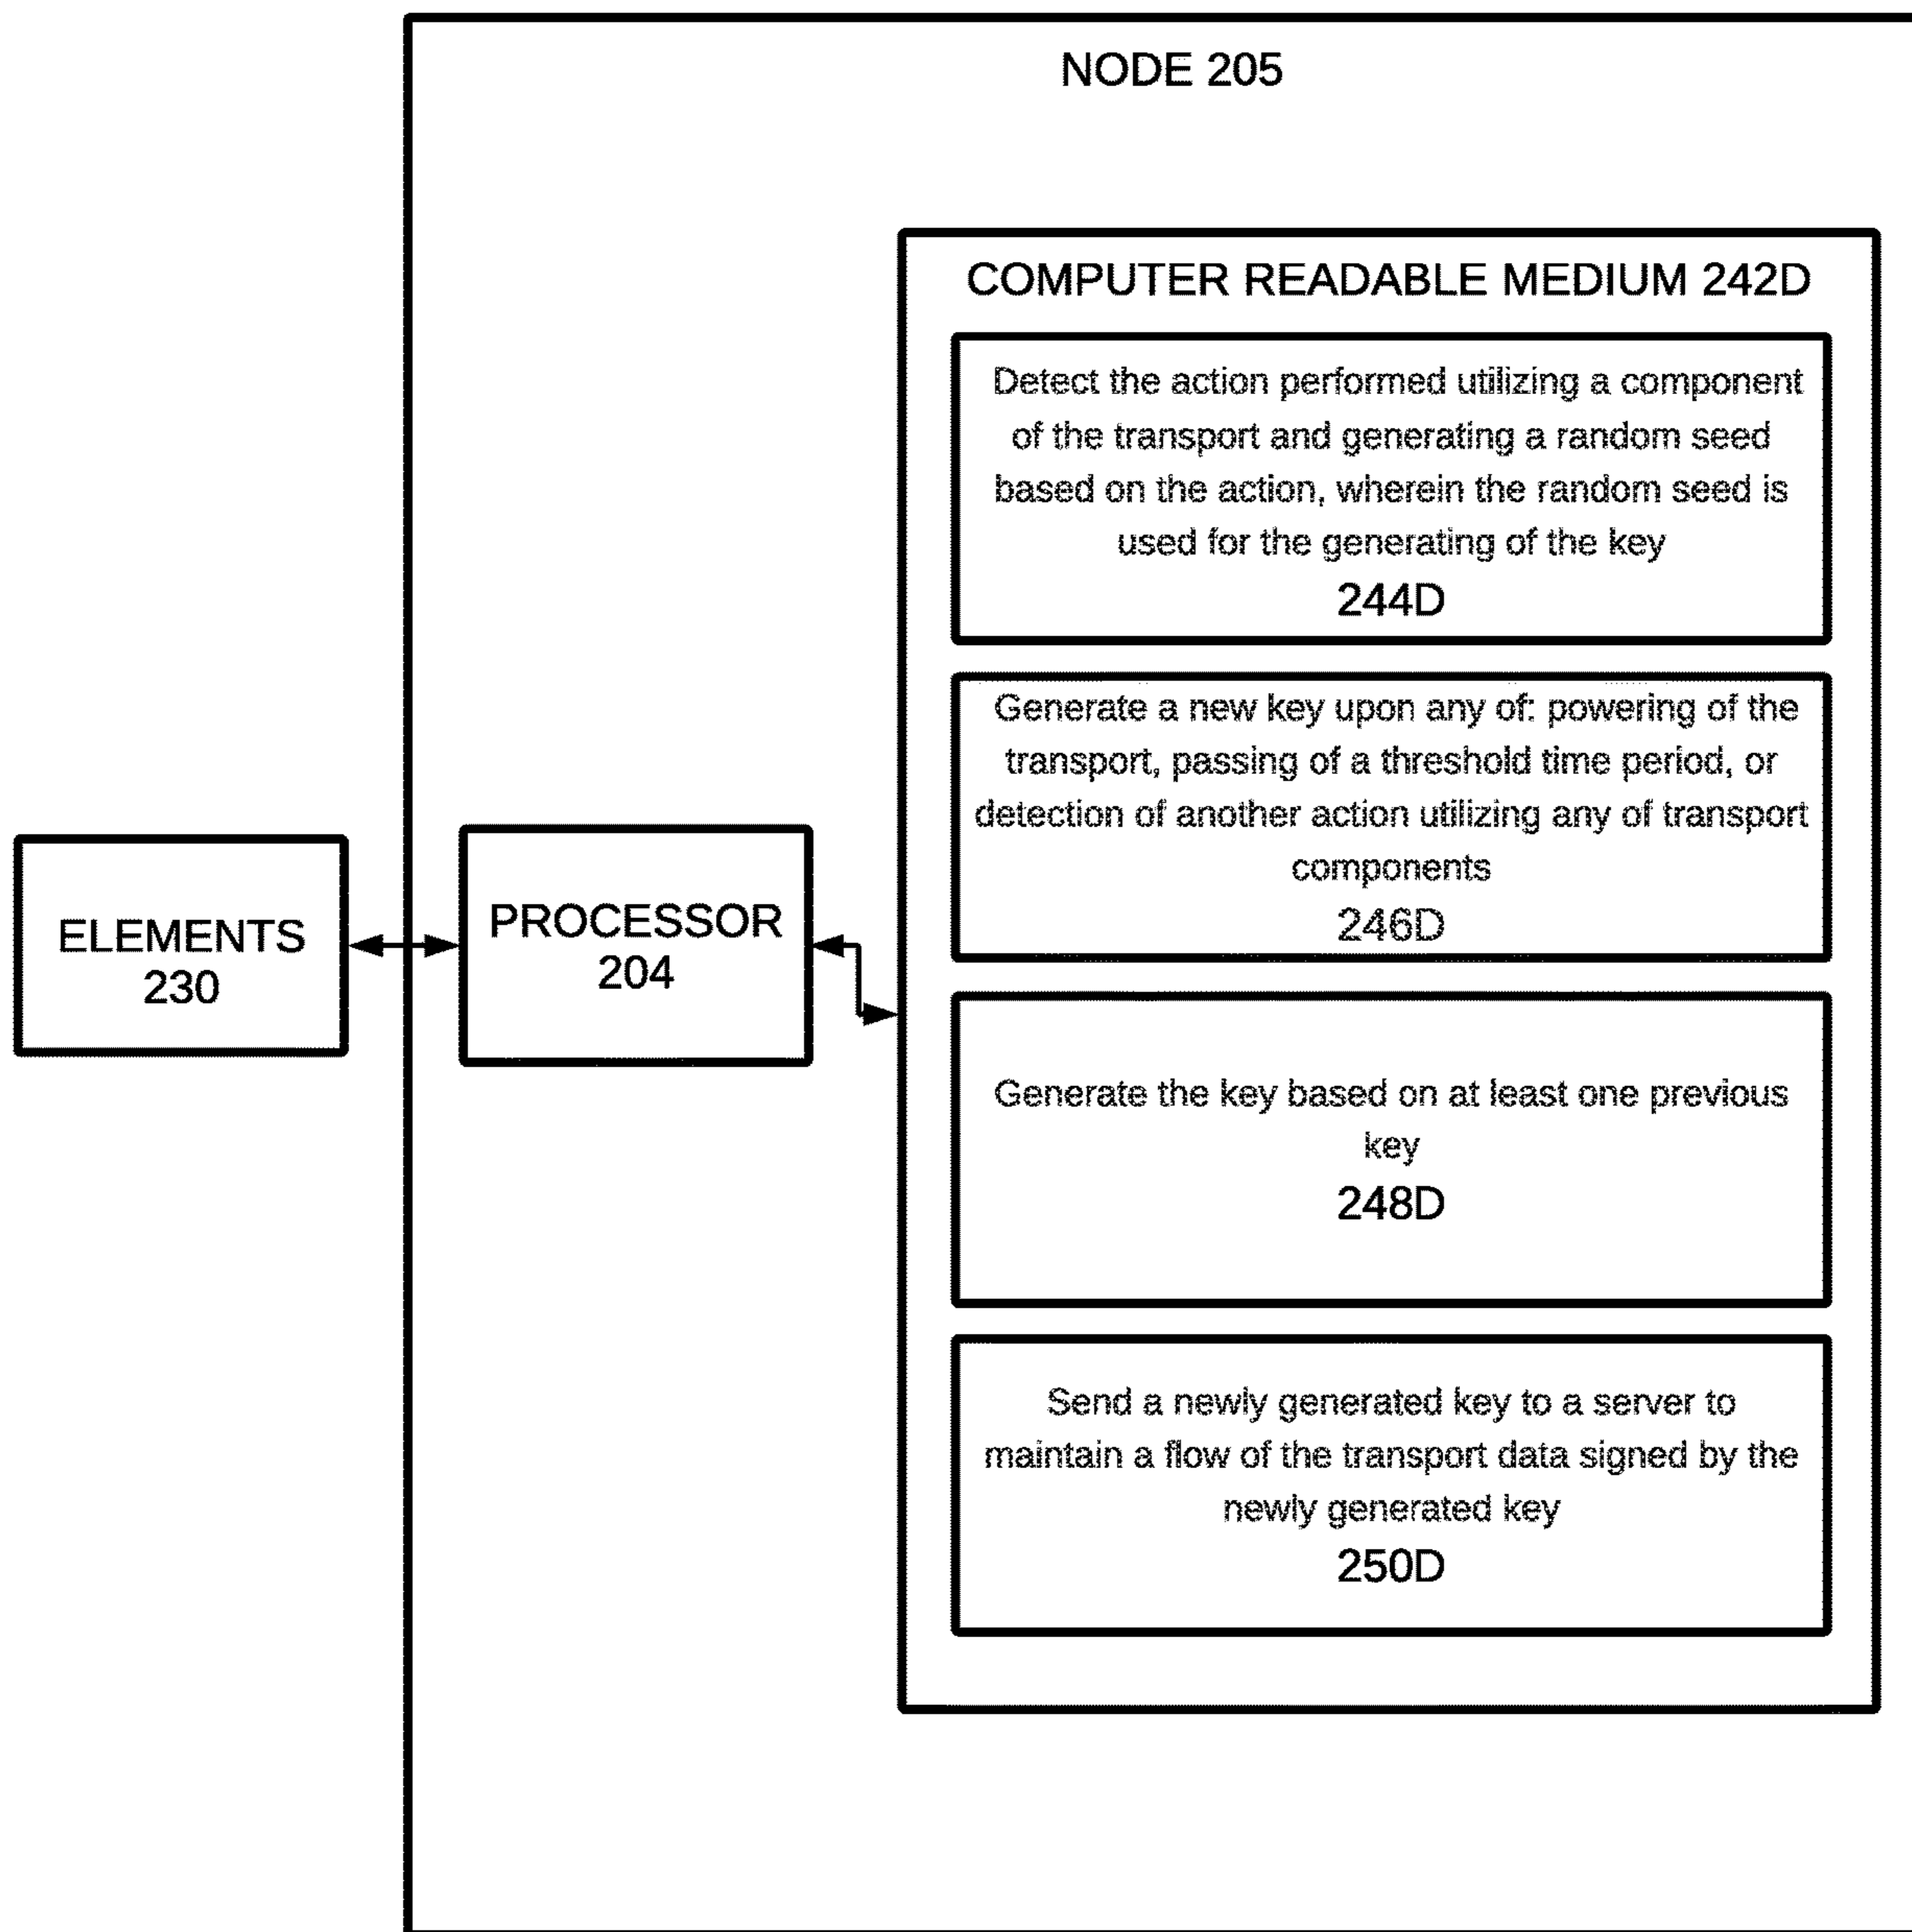 NODE 205
COMPUTER READABLE MEDIUM 242D
Detect the action performed utilizing a component
of the transport and generating a random seed
based on the action, wherein the random seed is
used for the generating of the key
244D
Generate a new key upon any of: powering of the
transport, passing of a threshold time period, or
detection of another action utilizing any of transport
components
246D
ELEMENTS
230
PROCESSOR
204
Generate the key based on at least one previous
key
248D
Send a newly generated key to a server to
maintain a flow of the transport data signed by the
newly generated key
250D